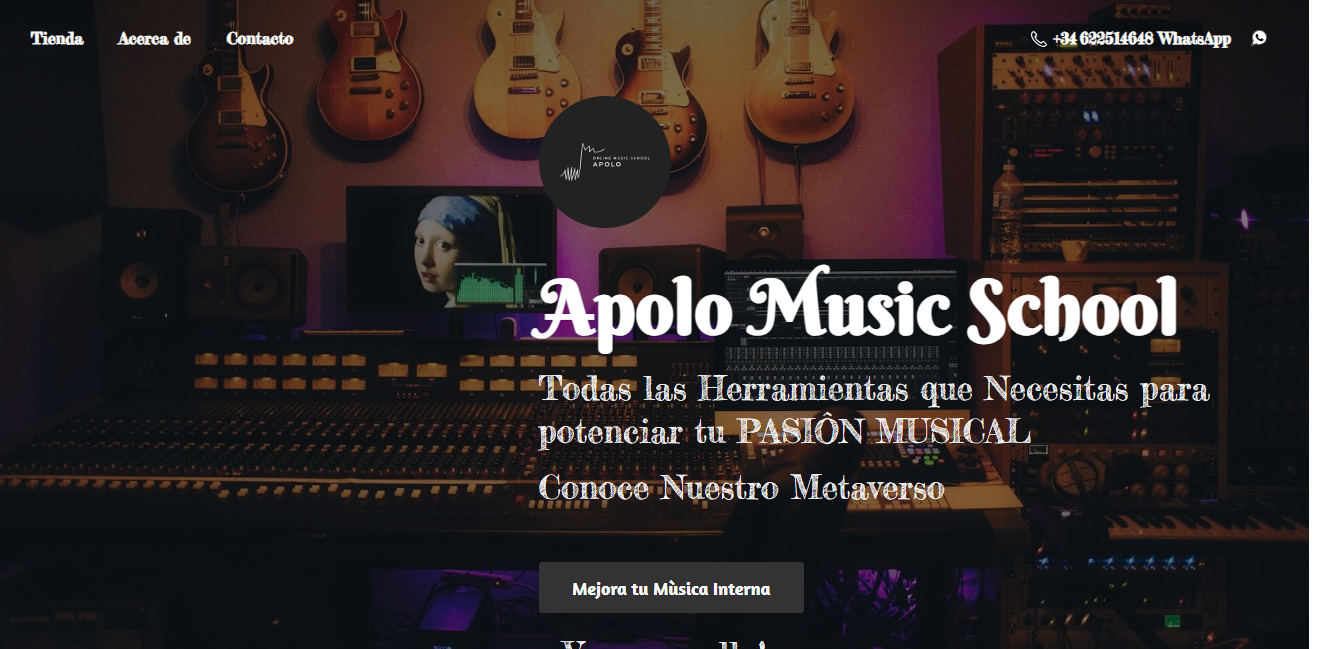 Tienda
Acerca de
Contacto
+34 622514648 WhatsApp
ONLINE MUSIC SCHOOL
APOLO
Apolo Music School
Todas las Herramientas que Necesitas para
potenciar tu PASIÔN MUSICAL
Conoce Nuestro Metaverso
Mejora tu Mùsica Interna